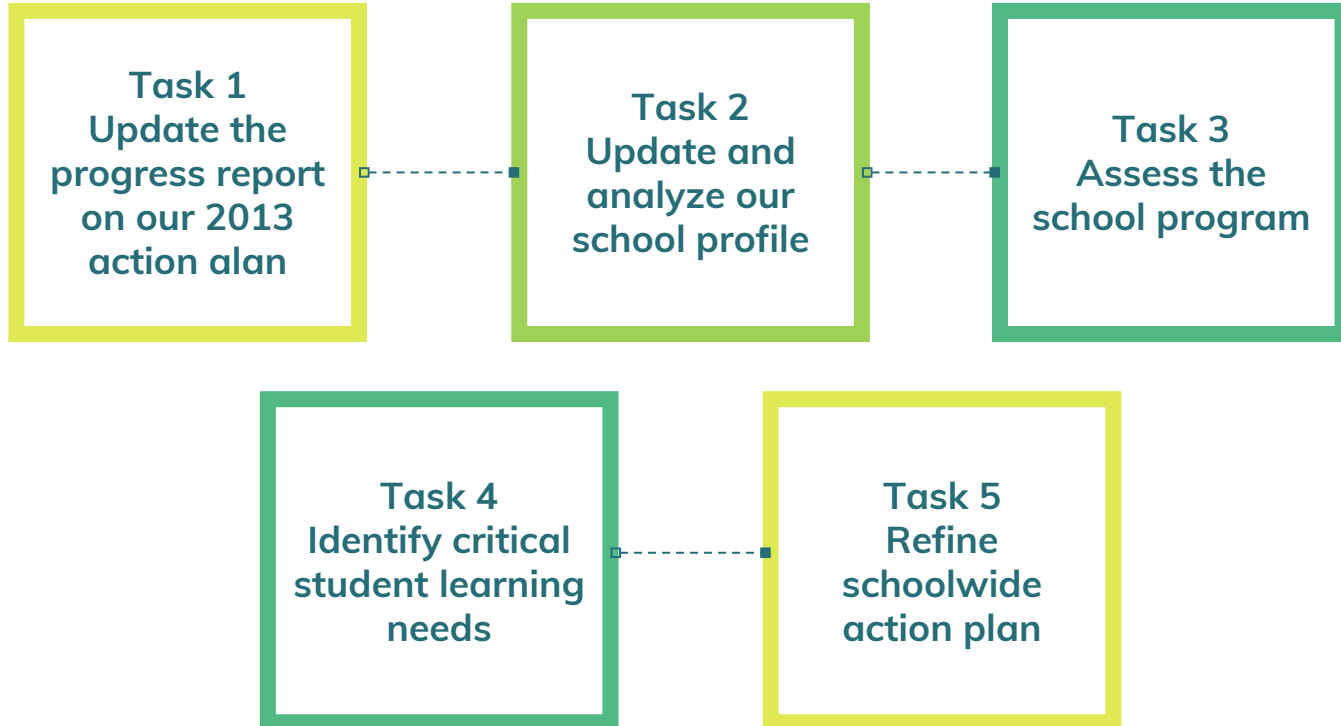 Task 1
Update the
progress report
on our 2013
action alan
Task 2
Update and
analyze our
school profile
Task 3
Assess the
school program
Task 4
Identify critical
student learning
needs
Task 5
Refine
schoolwide
action plan